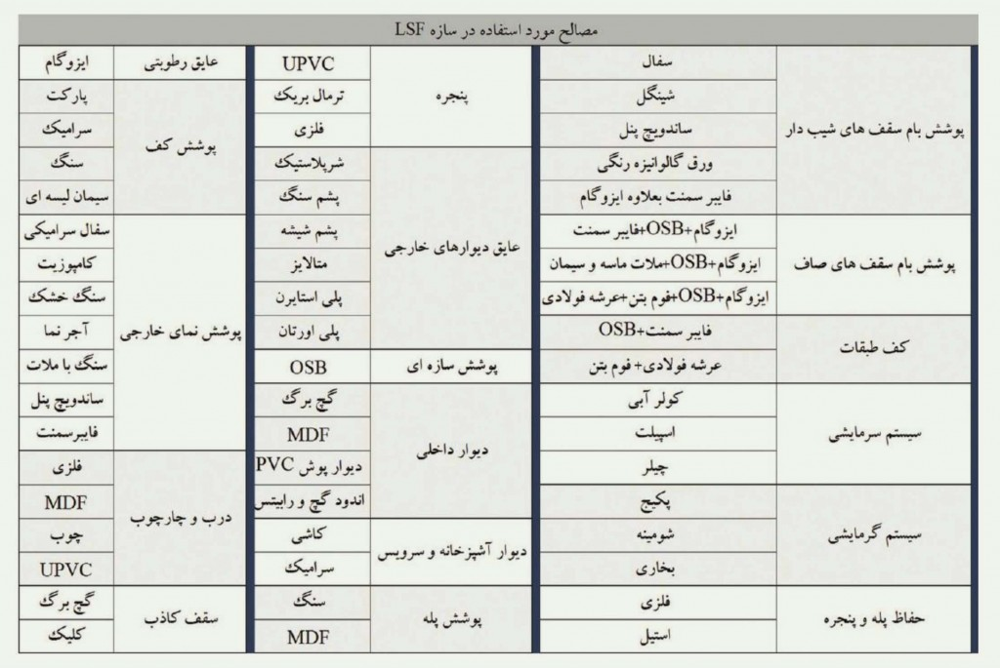 مصالح مورد استفاده در سازه LSF
پوشش بام سقف های شیب دار
سفال
شینگل
ساندویچ پنل
ورق گالوانیزه رنگی
فایبر سمنت بعلاوه ایزوگام
پوشش بام سقف های صاف
ایزوگام+OSB+فایبر سمنت
ایزوگام+OSB+ملات ماسه و سیمان
ایزوگام+OSB+فوم بتن+عرشه فولادی
کف طبقات
فایبر سمنت+OSB
عرشه فولادی+ فوم بتن
سیستم سرمایشی
کولر آبی
اسپیلت
چیلر
سیستم گرمایشی
پکیج
شومینه
بخاری
حفاظ پله و پنجره
فلزی
استیل
پنجره
UPVC
ترمال بریک
فلزی
عایق دیوارهای خارجی
شرپلاستیک
پشم سنگ
پشم شیشه
متالایز
پلی استایرن
پلی اورتان
پوشش سازه ای
OSB
دیوار داخلی
گچ برگ
MDF
دیوار پوش PVC
اندود گچ و رابیتس
دیوار آشپزخانه و سرویس
کاشی
سرامیک
پوشش پله
سنگ
MDF
عایق رطوبتی
ایزوگام
پوشش کف
پارکت
سرامیک
سنگ
سیمان لیسه ای
پوشش نمای خارجی
سفال سرامیکی
کامپوزیت
سنگ خشک
آجر نما
سنگ با ملات
ساندویچ پنل
فایبرسمنت
درب و چارچوب
فلزی
MDF
چوب
UPVC
سقف کاذب
گچ برگ
کلیک